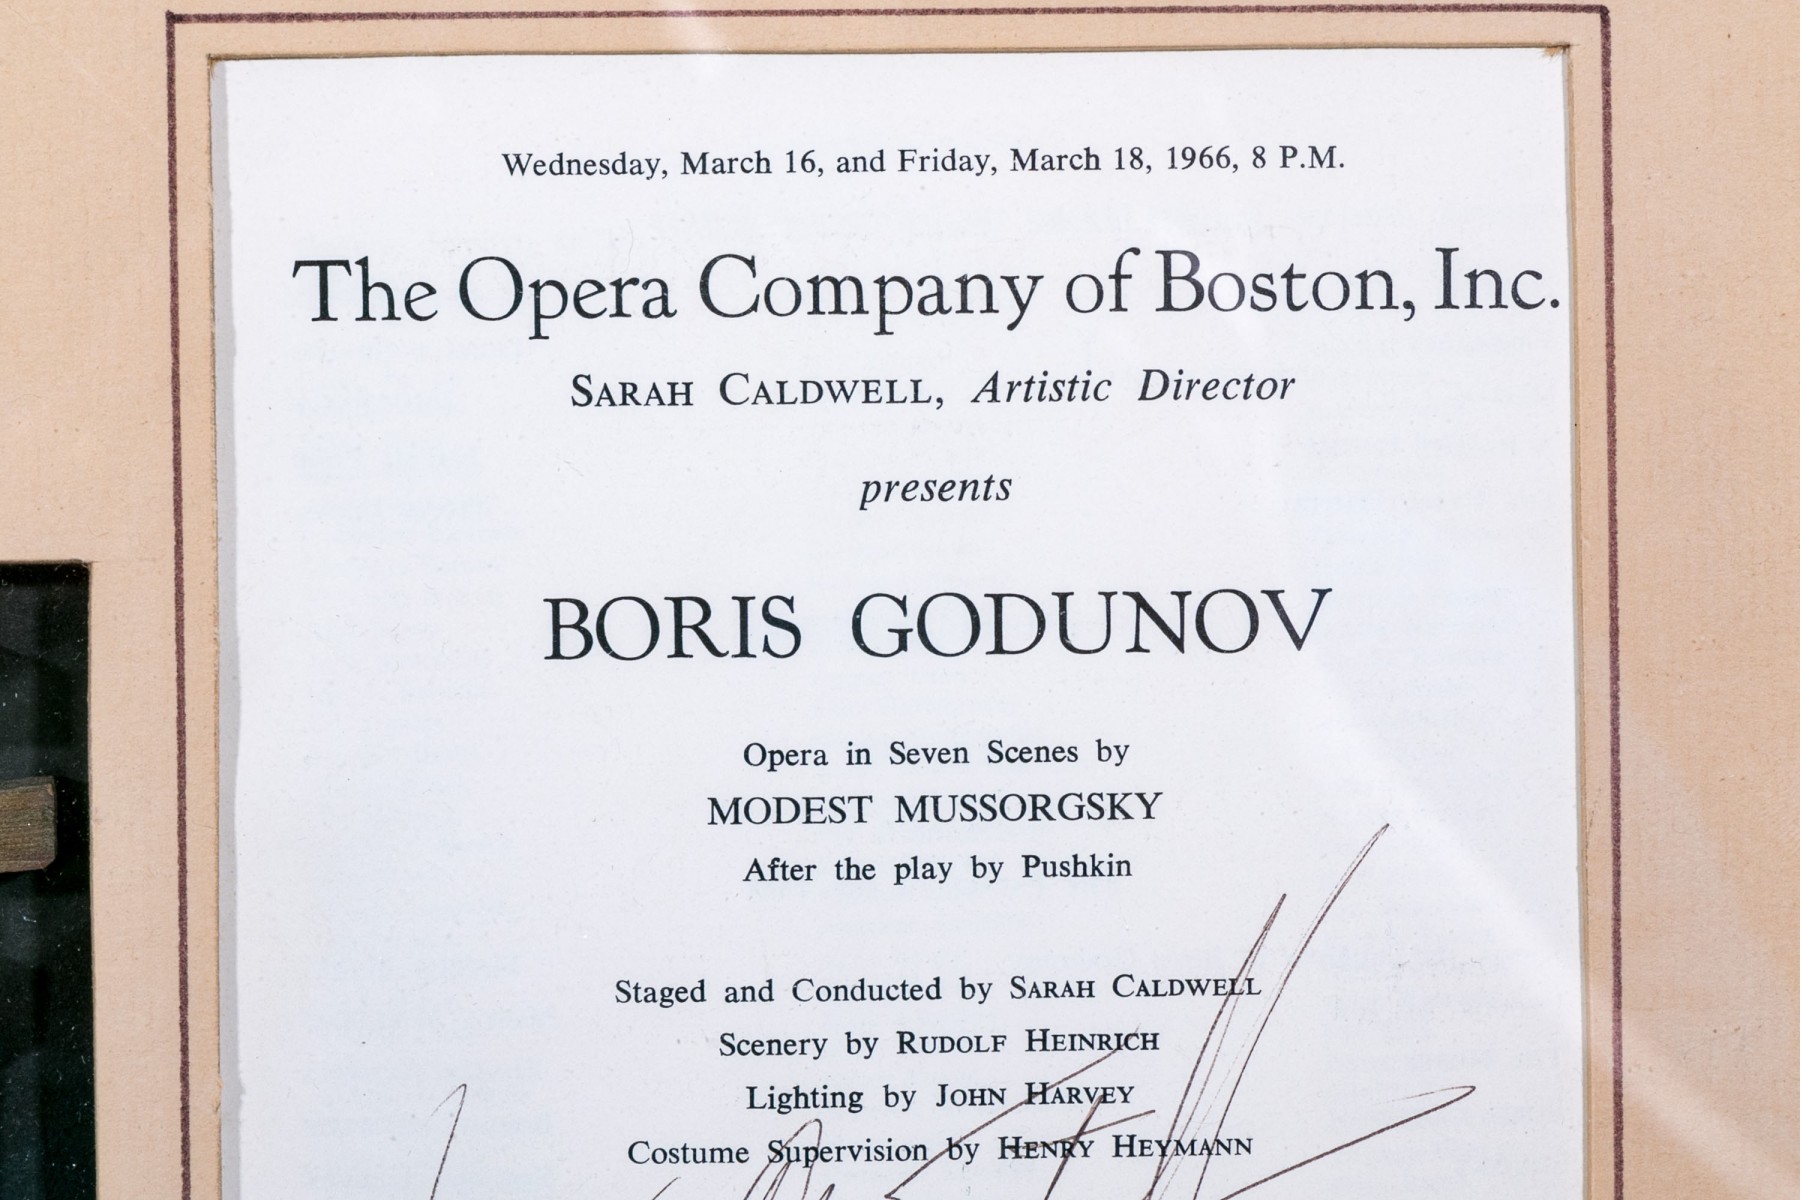 Wednesday, March 16, and Friday, March 18, 1966, 8 P.M.
The Opera Company of Boston, Inc.
SARAH CALDWELL, Artistic Director
presents
BORIS GODUNOV
Opera in Seven Scenes by
MODEST MUSSORGSKY
After the play by Pushkin
Staged and Conducted by SARAH CALDWELL
Scenery by RUDOLF HEINRICH
Lighting by JOHN HARVEY
Costume Supervision by HENRY HEYMANN